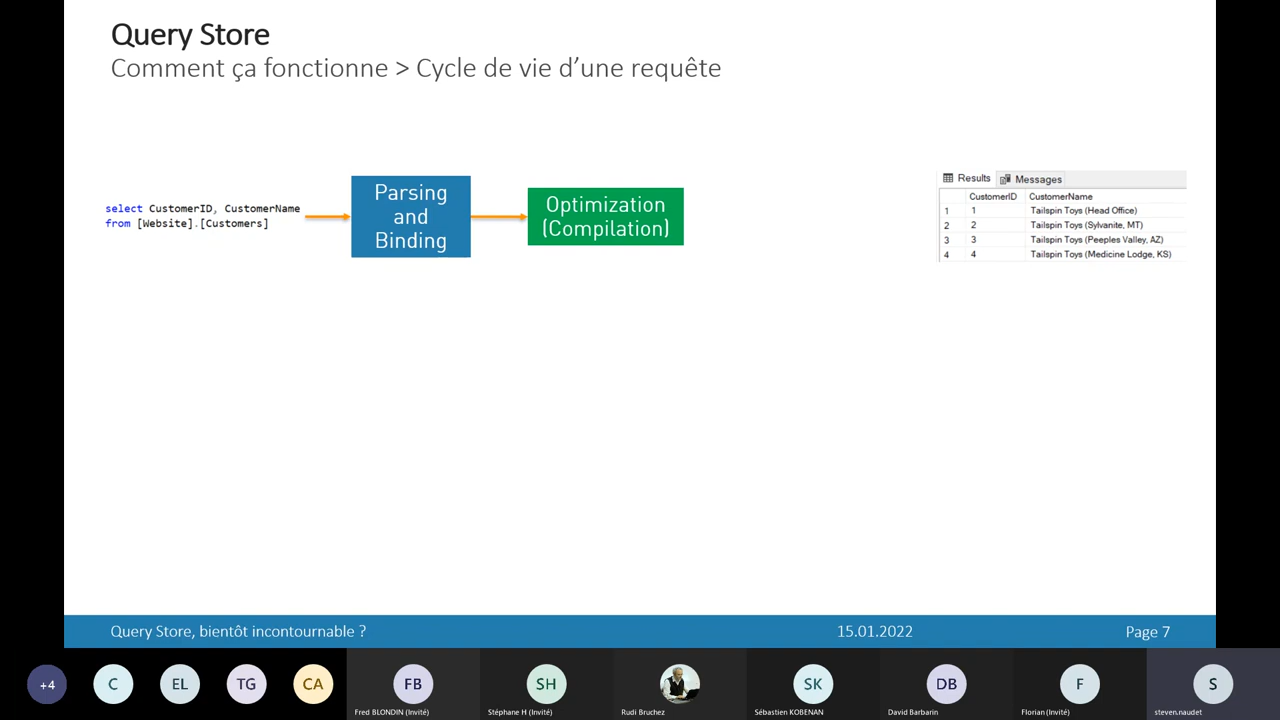 Query Store
Comment ça fonctionne > Cycle de vie d’une requête
select CustomerID, CustomerName
from [Website].[Customers]
Parsing
and
Binding
Optimization
(Compilation)
Results Messages
CustomerID CustomerName
1 1 Tailspin Toys (Head Office)
2 2 Tailspin Toys (Sylvanite, MT)
3 3 Tailspin Toys (Peeples Valley, AZ)
4 4 Tailspin Toys (Medicine Lodge, KS)
Query Store, bientôt incontournable ? 15.01.2022 Page 7
+4 C EL TG CA FB SH SK DB F S
Fred BLONDIN (Invité) Stéphane H (Invité) Rudi Bruchez Sébastien KOBENAN David Barbarin Florian (Invité) steven.naudet